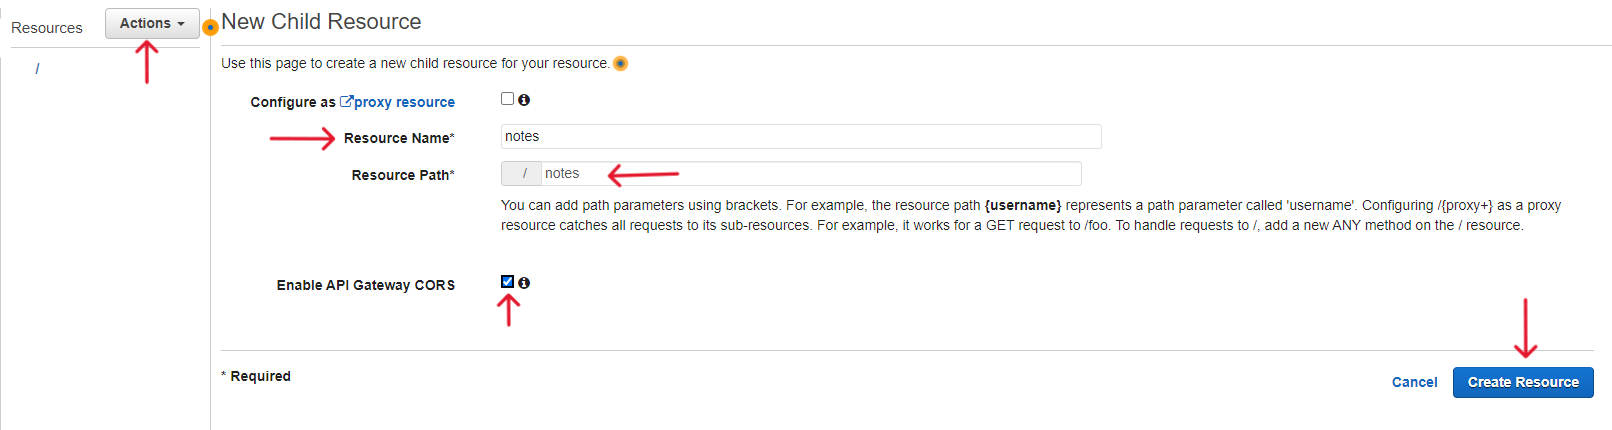 Resources
Actions
/
New Child Resource
Use this page to create a new child resource for your resource.
Configure as proxy resource
Resource Name*
notes
Resource Path*
/ notes
You can add path parameters using brackets. For example, the resource path {username} represents a path parameter called 'username'. Configuring /{proxy+} as a proxy
resource catches all requests to its sub-resources. For example, it works for a GET request to /foo. To handle requests to /, add a new ANY method on the / resource.
Enable API Gateway CORS
* Required
Cancel
Create Resource